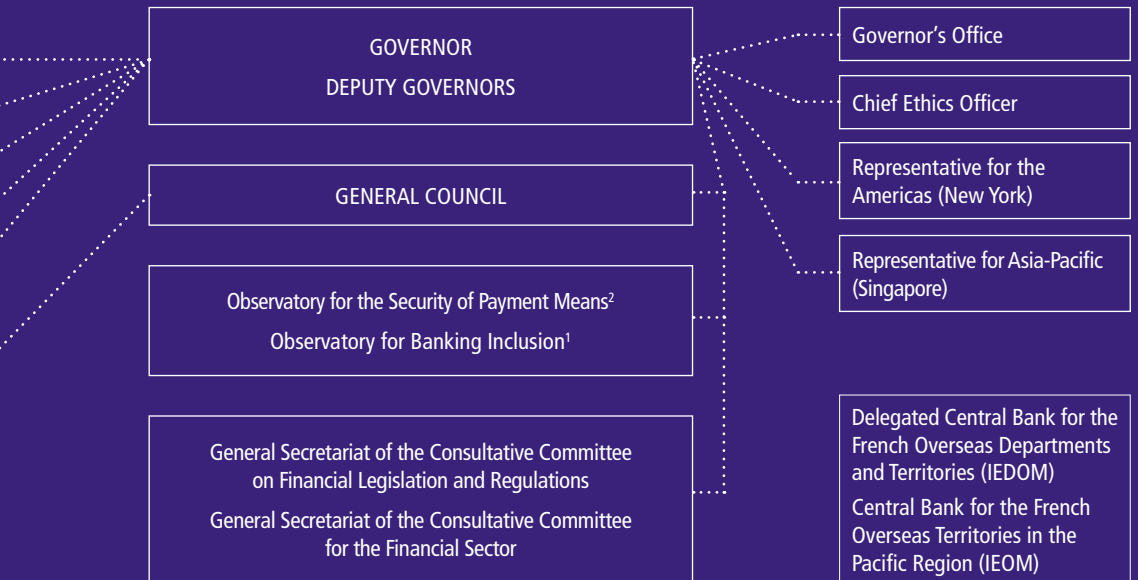 GOVERNOR
DEPUTY GOVERNORS
GENERAL COUNCIL
Observatory for the Security of Payment Means²
Observatory for Banking Inclusion¹
General Secretariat of the Consultative Committee
on Financial Legislation and Regulations
General Secretariat of the Consultative Committee
for the Financial Sector
Governor’s Office
Chief Ethics Officer
Representative for the
Americas (New York)
Representative for Asia-Pacific
(Singapore)
Delegated Central Bank for the
French Overseas Departments
and Territories (IEDOM)
Central Bank for the French
Overseas Territories in the
Pacific Region (IEOM)